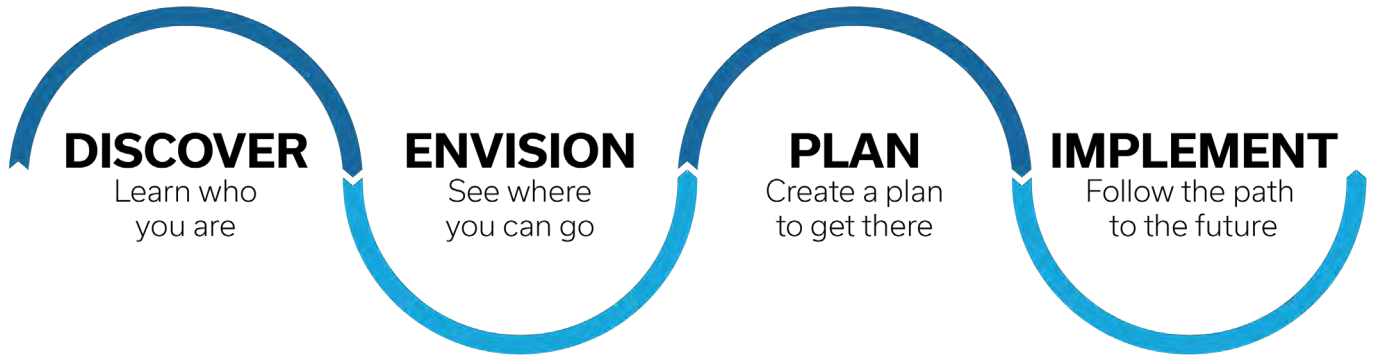 DISCOVER
Learn who
you are
ENVISION
See where
you can go
PLAN
Create a plan
to get there
IMPLEMENT
Follow the path
to the future